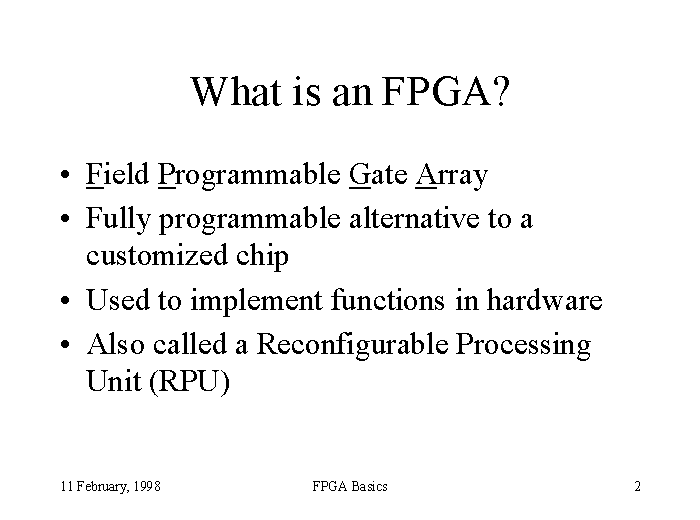 What is an FPGA?
• Field Programmable Gate Array
• Fully programmable alternative to a
customized chip
• Used to implement functions in hardware
• Also called a Reconfigurable Processing
Unit (RPU)
11 February, 1998 FPGA Basics 2